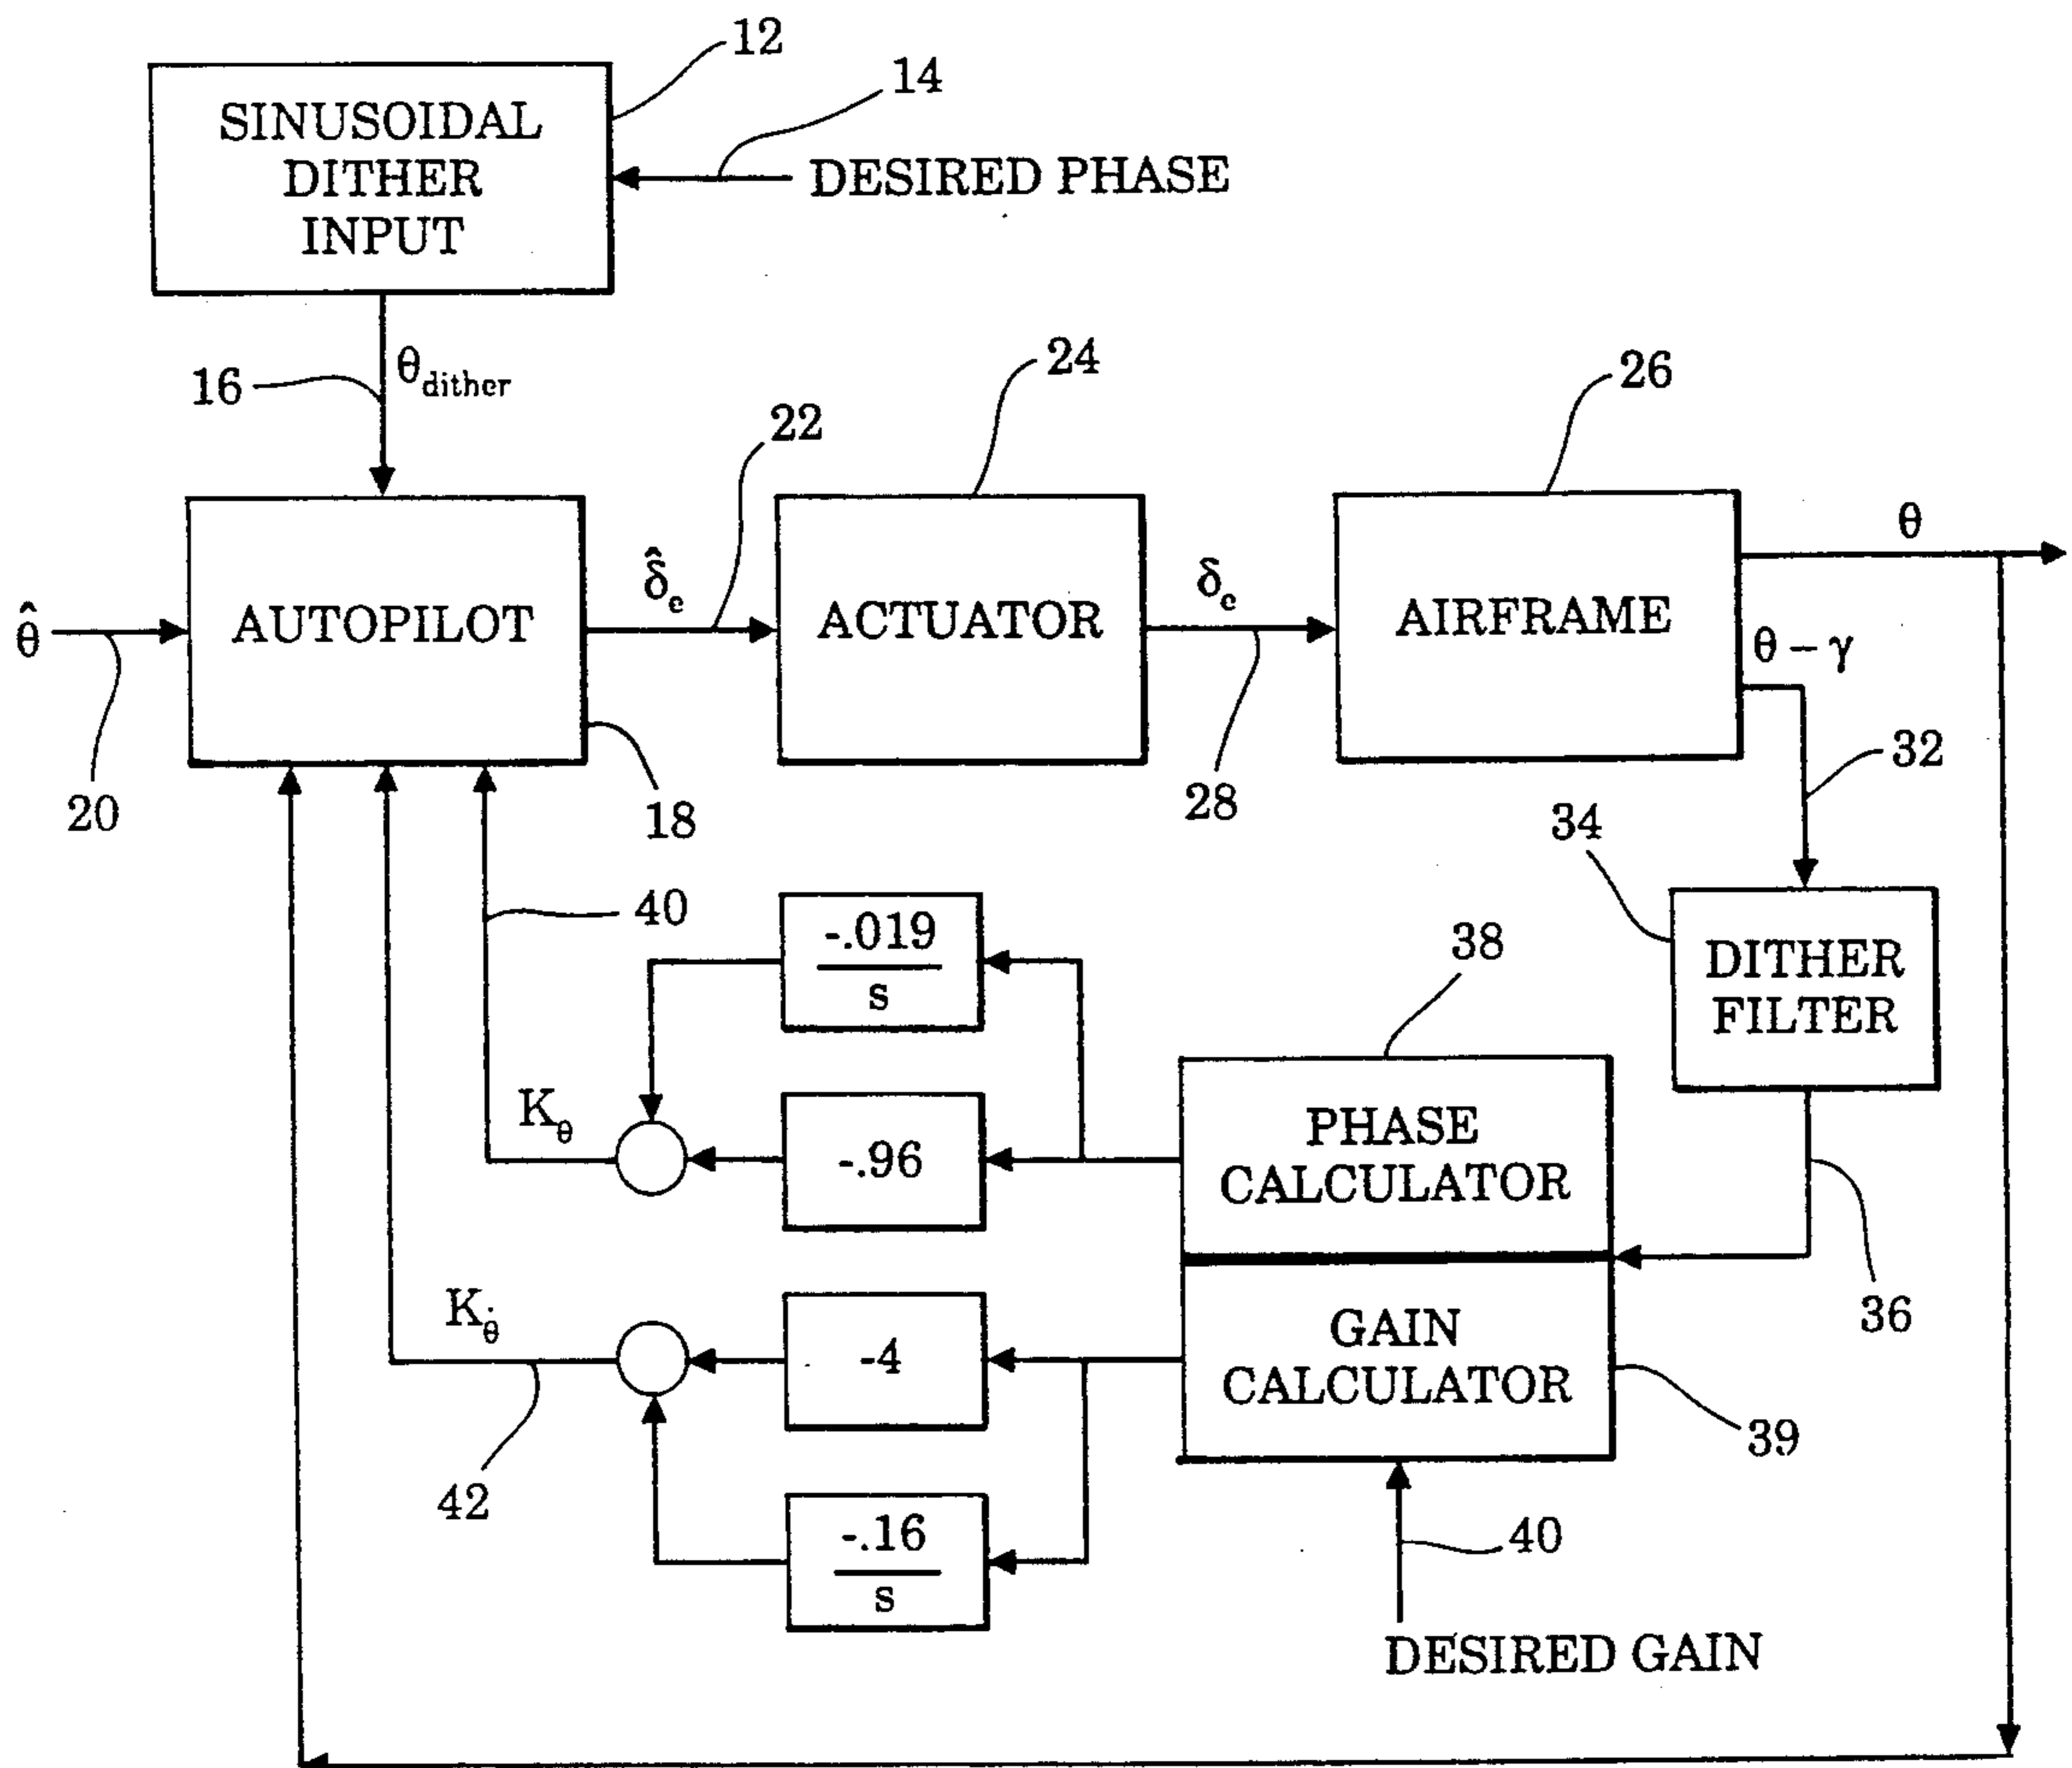 12
14
SINUSOIDAL
DITHER
INPUT
DESIRED PHASE
16
θdither
24
26
22
θ
θ̂
AUTOPILOT
δ̂e
ACTUATOR
δe
AIRFRAME
θ – γ
20
18
28
32
34
40
-.019
s
38
DITHER
FILTER
Kθ
-.96
PHASE
CALCULATOR
36
Kθ̇
-4
GAIN
CALCULATOR
39
42
-.16
s
40
DESIRED GAIN